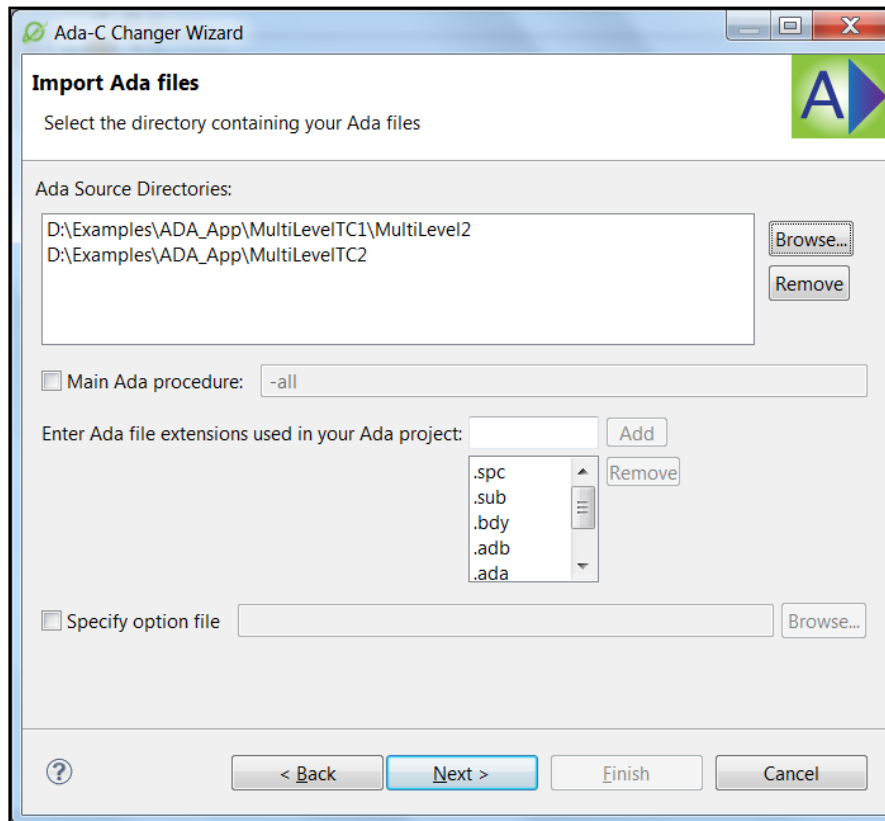 Ada-C Changer Wizard
Import Ada files
Select the directory containing your Ada files
A
Ada Source Directories:
D:\Examples\ADA_App\MultiLevelTC1\MultiLevel2
D:\Examples\ADA_App\MultiLevelTC2
Browse...
Remove
Main Ada procedure: -all
Enter Ada file extensions used in your Ada project: Add
.spc
.sub
.bdy
.adb
.ada
Remove
Specify option file Browse...
? < Back Next > Finish Cancel